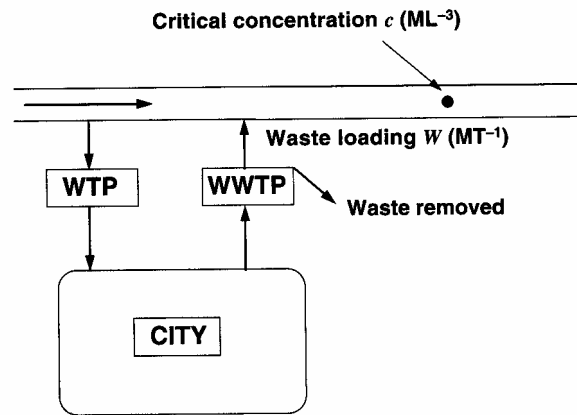 Critical concentration c (ML⁻³)
Waste loading W (MT⁻¹)
WTP
WWTP
Waste removed
CITY